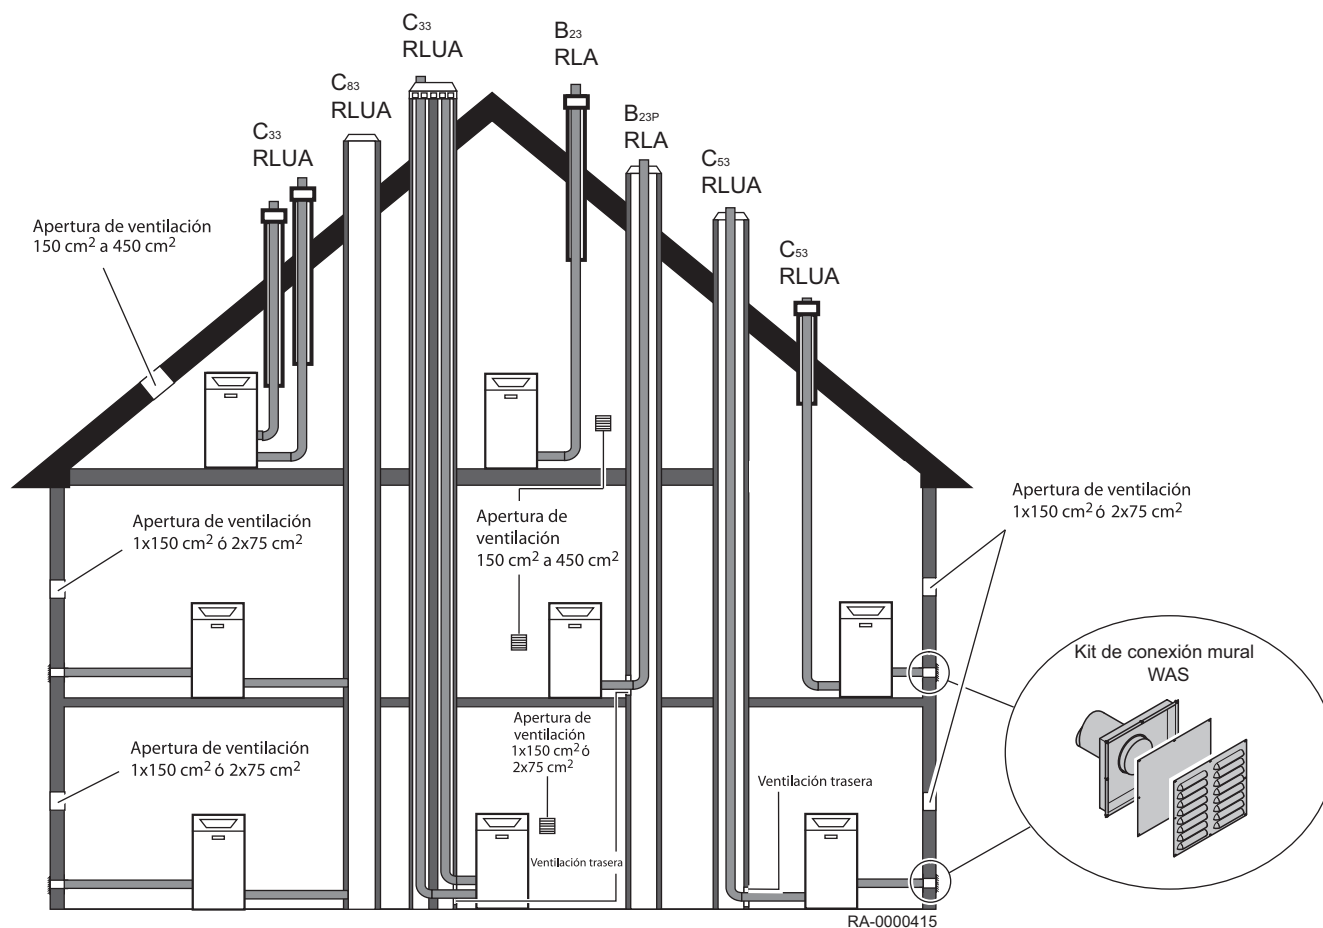 C33
RLUA
B23
RLA
C83
RLUA
C33
RLUA
B23P
RLA
C53
RLUA
C53
RLUA
Apertura de ventilación
150 cm2 a 450 cm2
Apertura de ventilación
1x150 cm2 ó 2x75 cm2
Apertura de
ventilación
150 cm2 a 450 cm2
Apertura de ventilación
1x150 cm2 ó 2x75 cm2
Kit de conexión mural
WAS
Apertura de ventilación
1x150 cm2 ó 2x75 cm2
Apertura de
ventilación
1x150 cm2 ó
2x75 cm2
Ventilación trasera
Ventilación trasera
RA-0000415